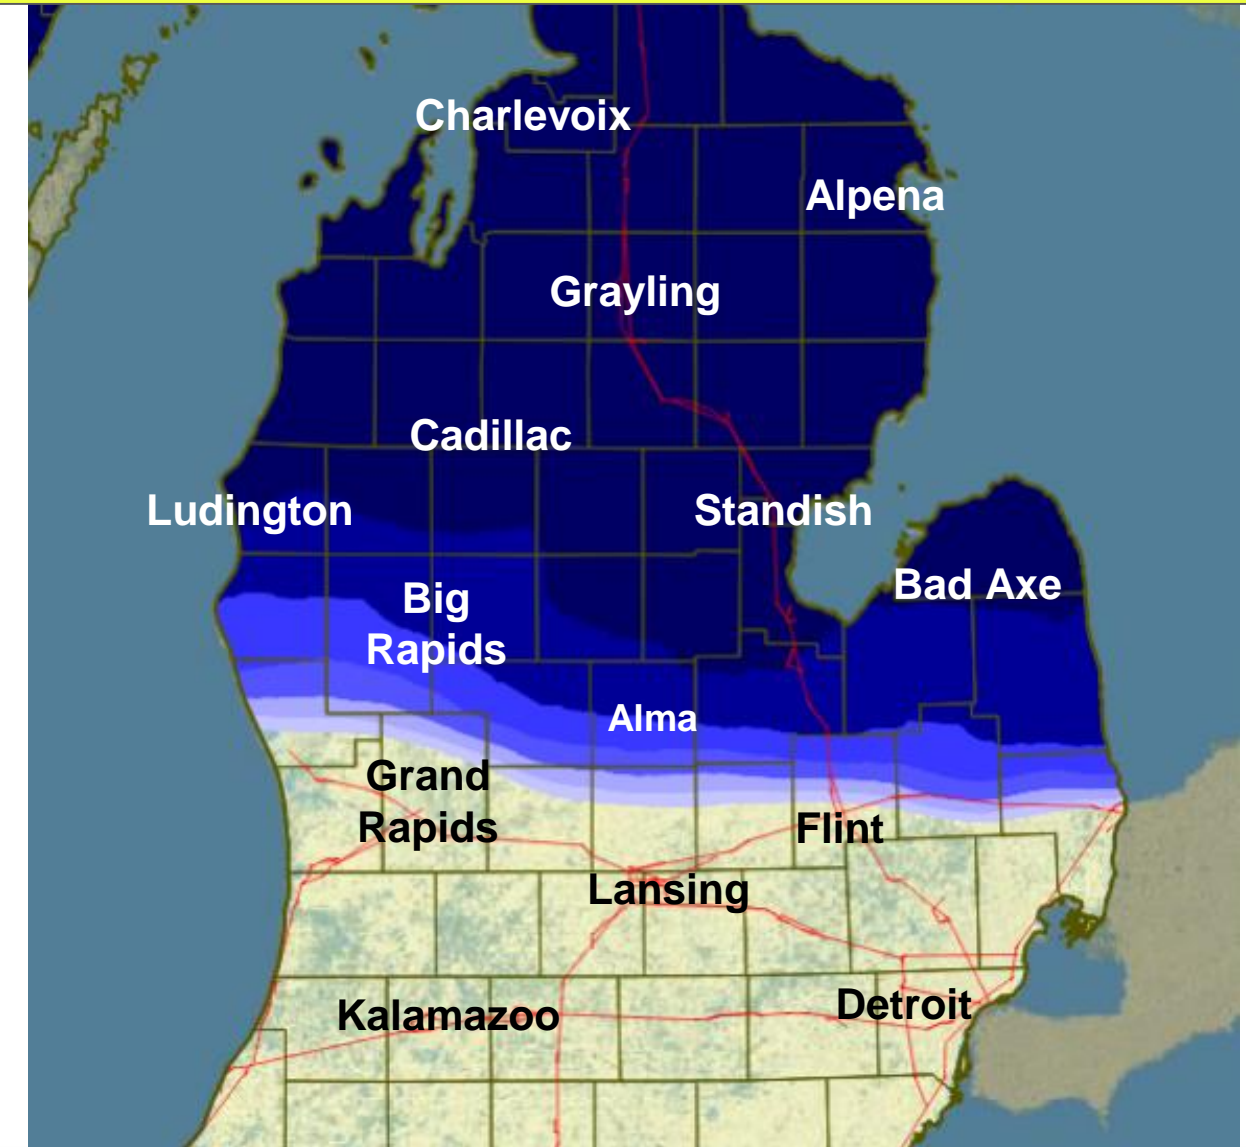 Charlevoix
Alpena
Grayling
Cadillac
Ludington
Standish
Bad Axe
Big
Rapids
Alma
Grand
Rapids
Flint
Lansing
Kalamazoo
Detroit